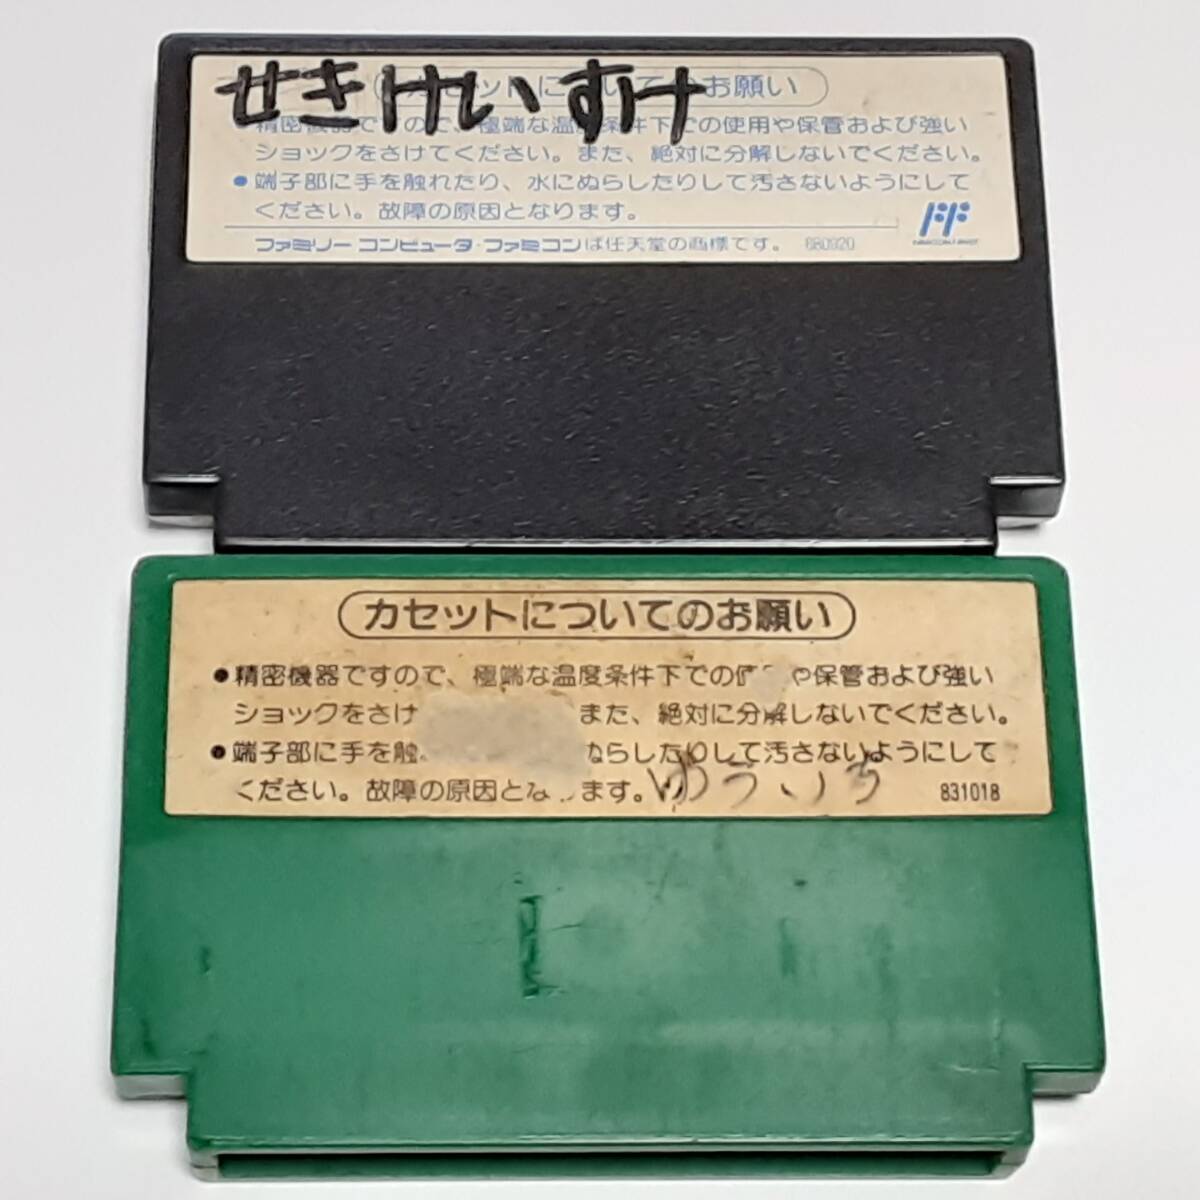 せきけいすけ
カセットについてのお願い
精密機器ですので、極端な温度条件下での使用や保管および強い
ショックをさけてください。また、絶対に分解しないでください。
● 端子部に手を触れたり、水にぬらしたりして汚さないようにして
ください。故障の原因となります。
ファミリーコンピュータ・ファミコンは任天堂の商標です。 880920
カセットについてのお願い
● 精密機器ですので、極端な温度条件下での使や保管および強い
ショックをさけ また、絶対に分解しないでください。
● 端子部に手を触 ぬらしたりして汚さないようにして
ください。故障の原因とな ます。 831018